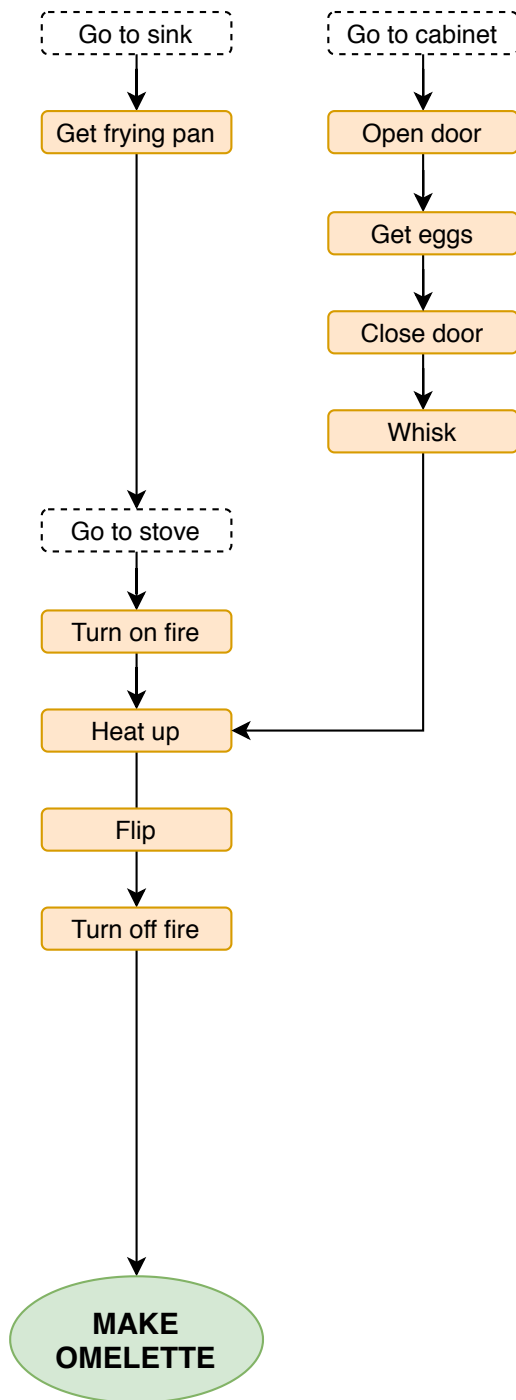 Go to sink
Go to cabinet
Get frying pan
Open door
Get eggs
Close door
Whisk
Go to stove
Turn on fire
Heat up
Flip
Turn off fire
MAKE
OMELETTE